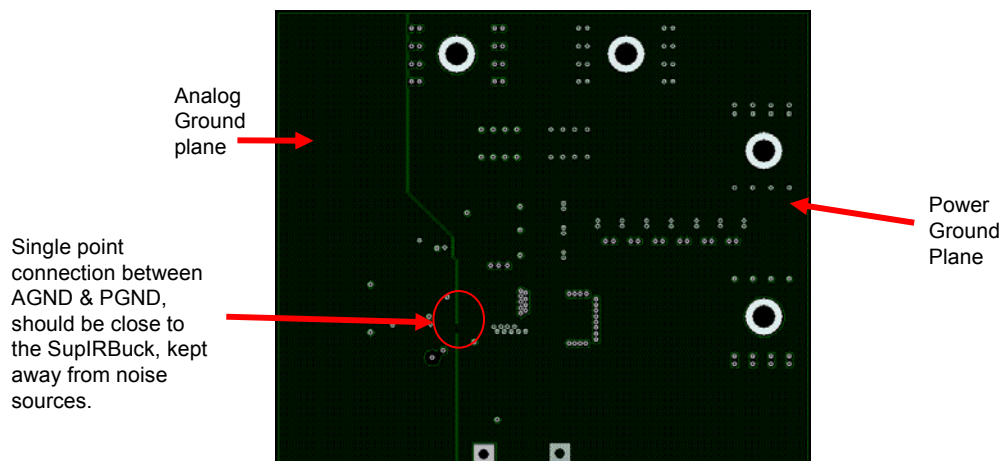 Analog
Ground
plane
Single point
connection between
AGND & PGND,
should be close to
the SupIRBuck, kept
away from noise
sources.
Power
Ground
Plane